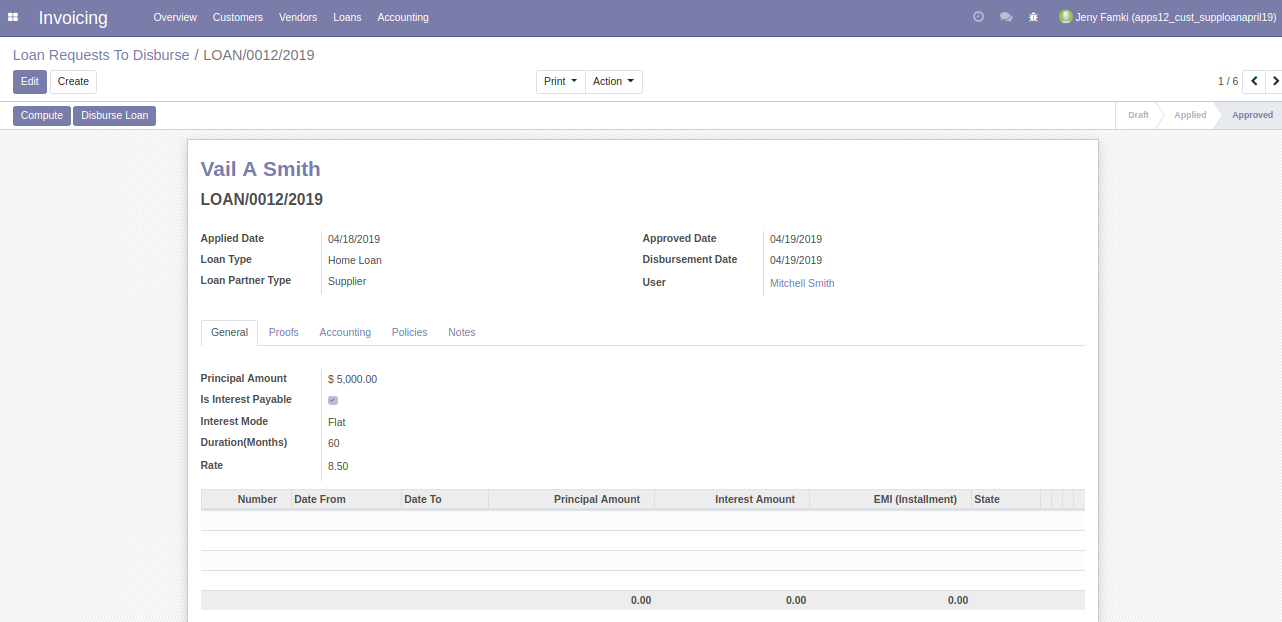 Invoicing Overview Customers Vendors Loans Accounting Jeny Famki (apps12_cust_supploanapril19)
Loan Requests To Disburse / LOAN/0012/2019
Edit Create Print Action 1 / 6
Compute Disburse Loan Draft Applied Approved
Vail A Smith
LOAN/0012/2019
Applied Date 04/18/2019 Approved Date 04/19/2019
Loan Type Home Loan Disbursement Date 04/19/2019
Loan Partner Type Supplier User Mitchell Smith
General Proofs Accounting Policies Notes
Principal Amount $ 5,000.00
Is Interest Payable
Interest Mode Flat
Duration(Months) 60
Rate 8.50
Number Date From Date To Principal Amount Interest Amount EMI (Installment) State
0.00 0.00 0.00